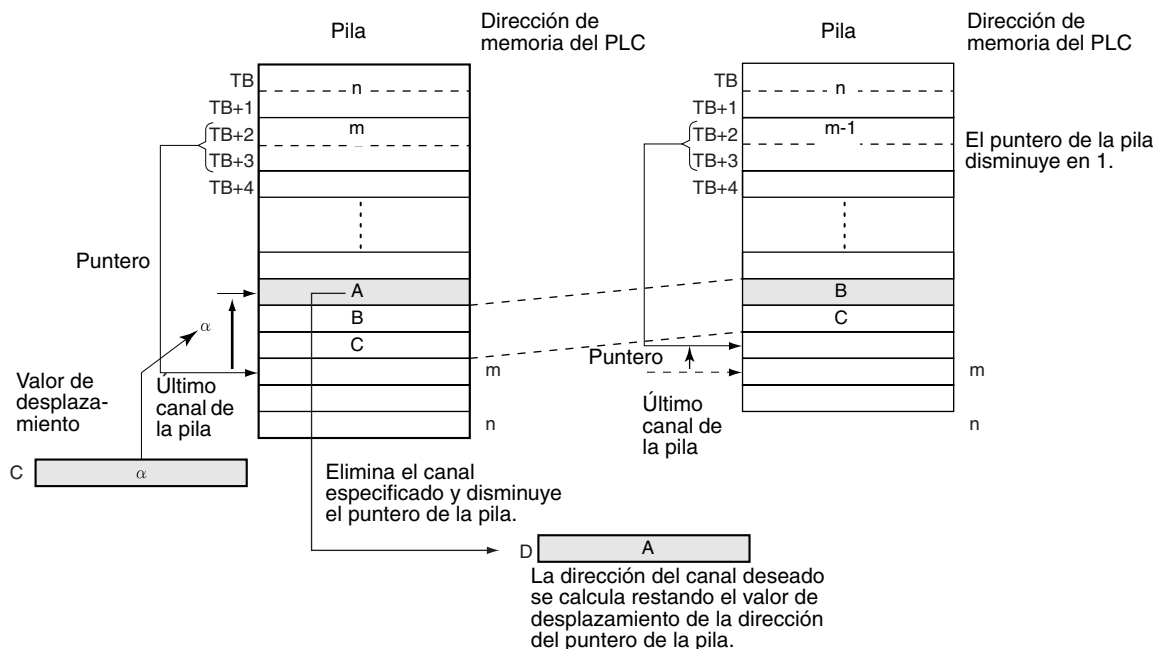 Pila
Dirección de
memoria del PLC
TB
n
TB+1
TB+2
m
TB+3
TB+4
Puntero
A
B
C
α
m
n
Valor de
desplaza-
miento
Último
canal de
la pila
C
α
Elimina el canal
especificado y disminuye
el puntero de la pila.
D
A
La dirección del canal deseado
se calcula restando el valor de
desplazamiento de la dirección
del puntero de la pila.
Pila
Dirección de
memoria del PLC
TB
n
TB+1
TB+2
m-1
TB+3
TB+4
El puntero de la pila
disminuye en 1.
B
C
Puntero
m
n
Último
canal de
la pila